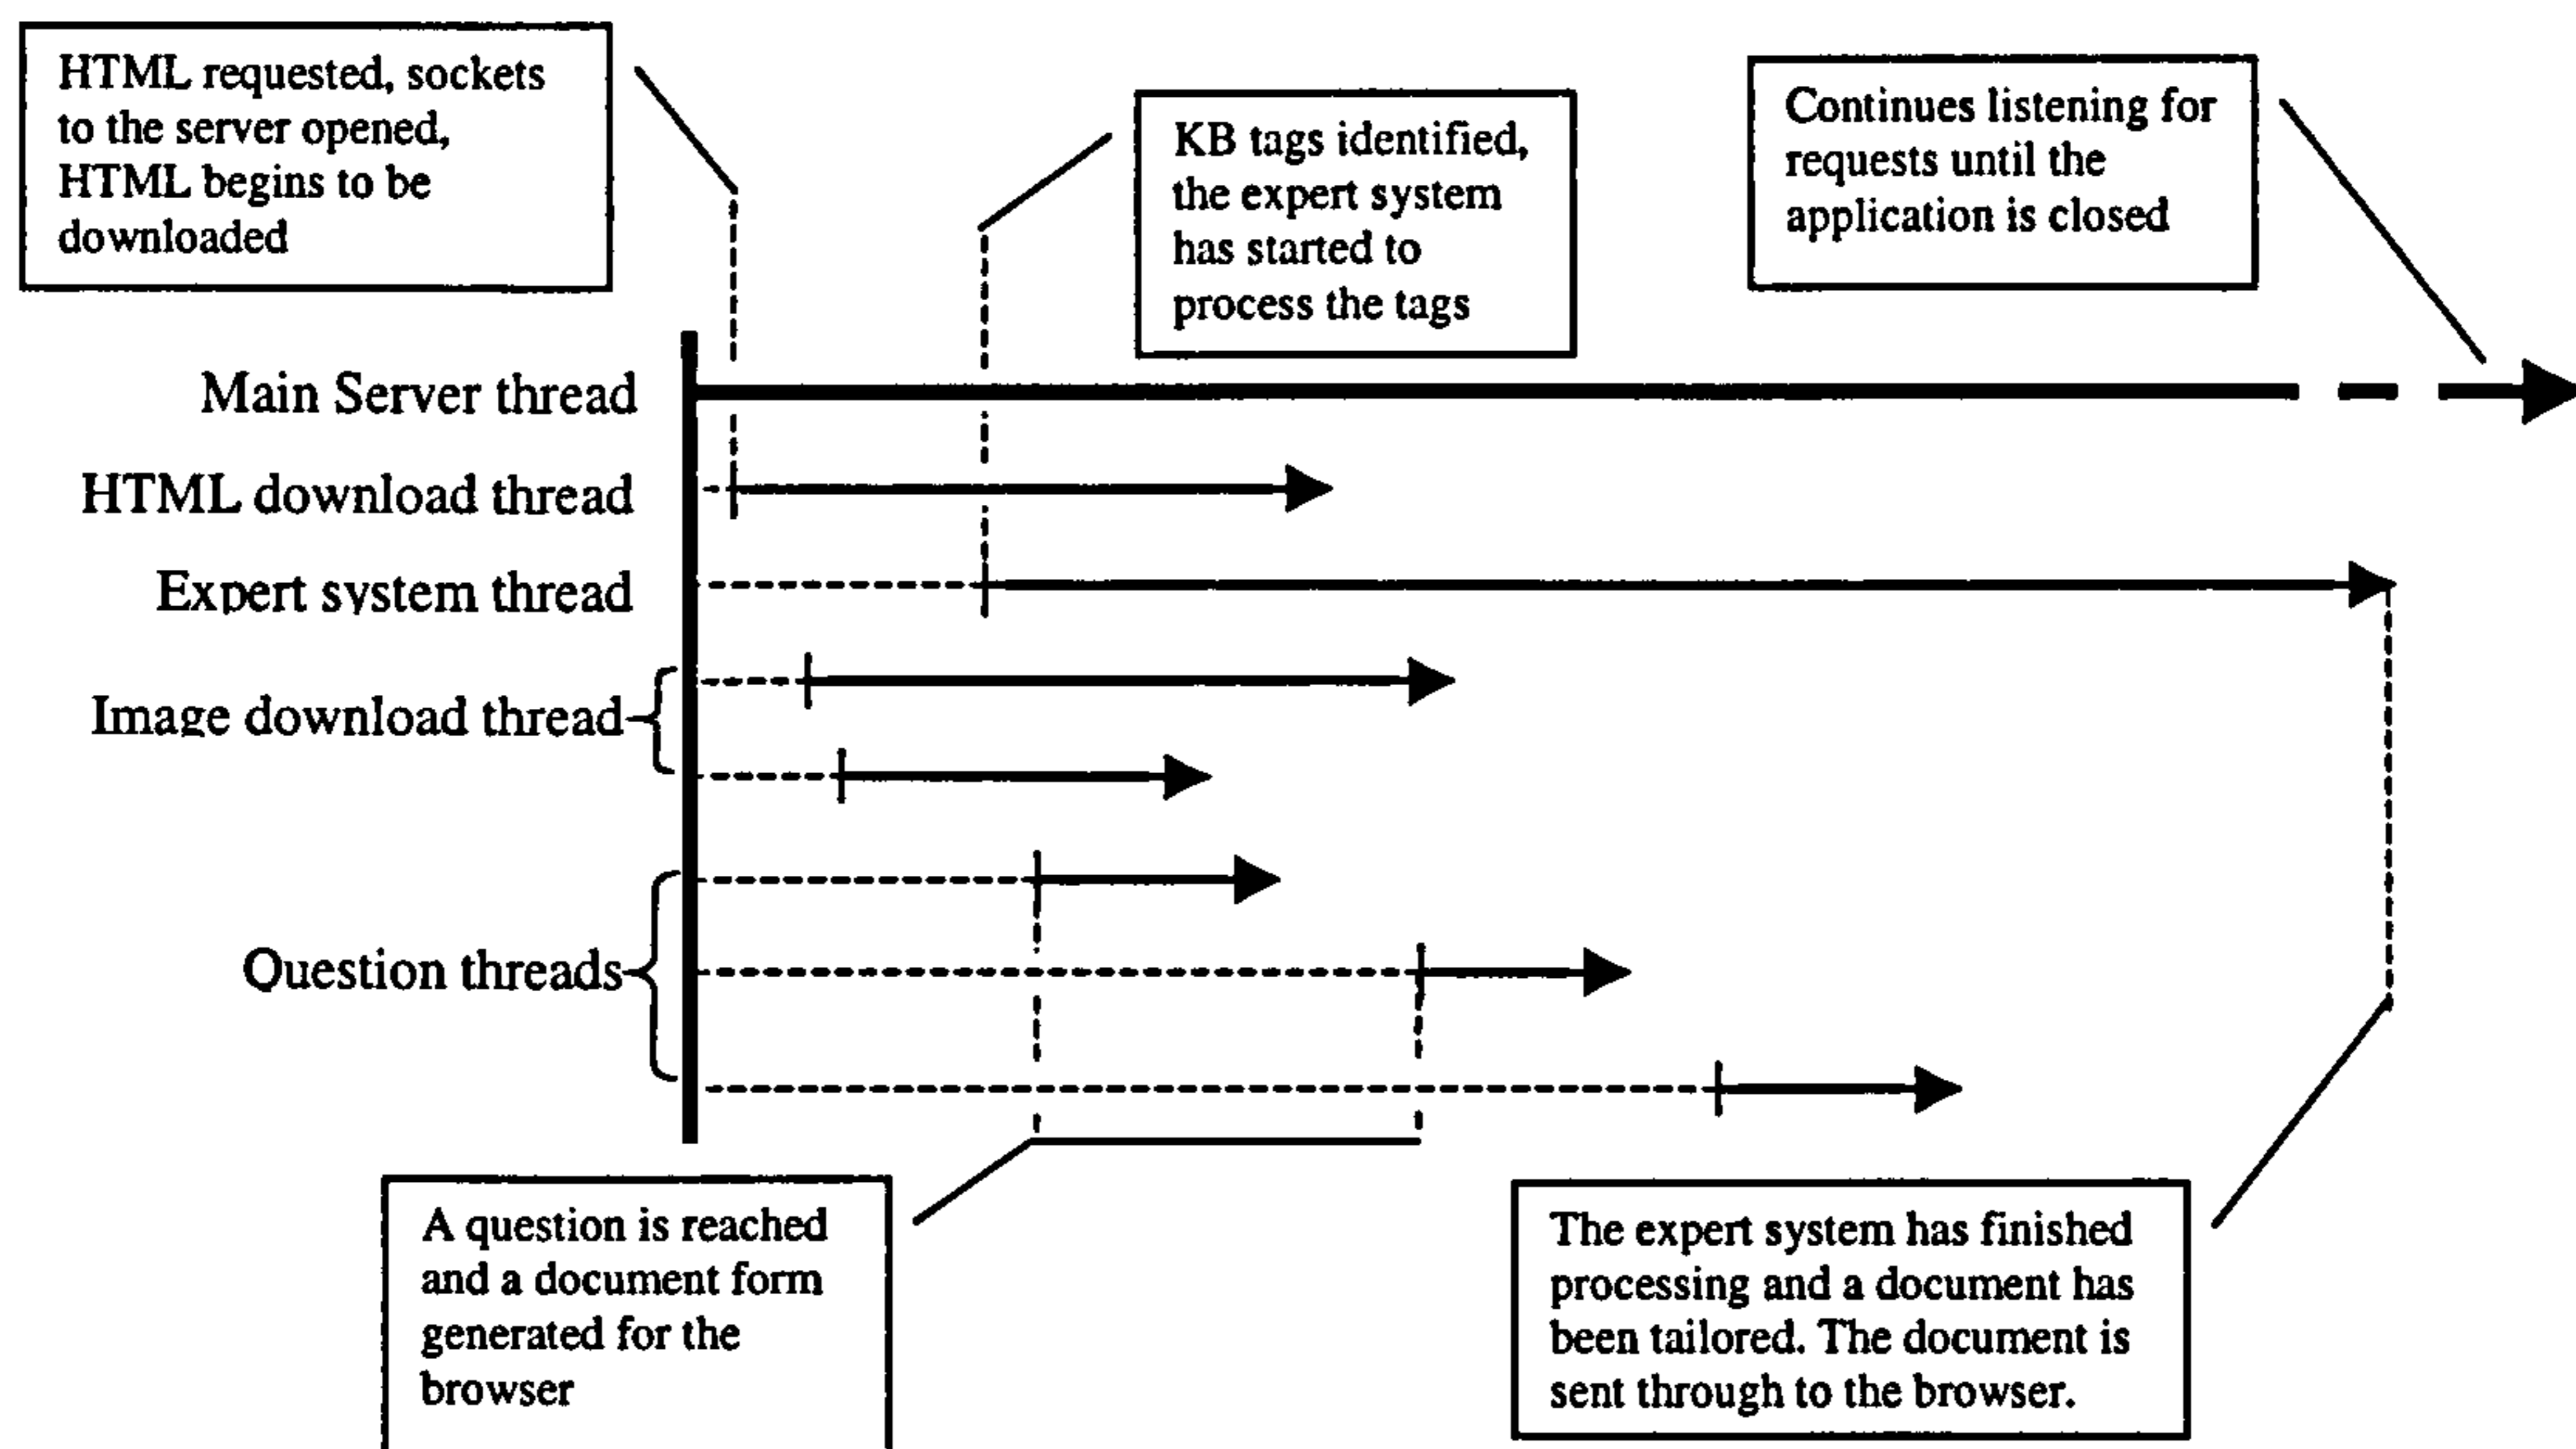 HTML requested, sockets
to the server opened,
HTML begins to be
downloaded
KB tags identified,
the expert system
has started to
process the tags
Continues listening for
requests until the
application is closed
Main Server thread
HTML download thread
Expert system thread
Image download thread
Question threads
A question is reached
and a document form
generated for the
browser
The expert system has finished
processing and a document has
been tailored. The document is
sent through to the browser.